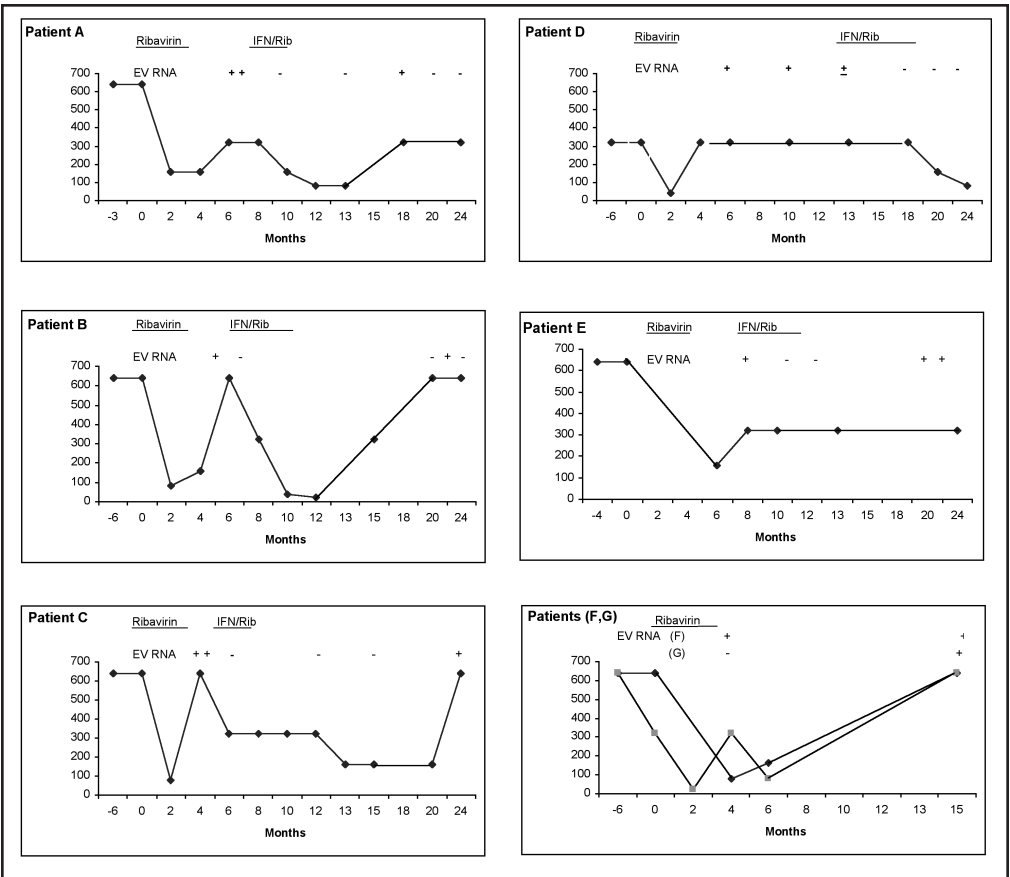 Patient A
Ribavirin IFN/Rib
EV RNA ++ - - + - -
700
600
500
400
300
200
100
0
-3 0 2 4 6 8 10 12 13 18 20 24
Months
Patient D
Ribavirin IFN/Rib
EV RNA + + ± - - -
700
600
500
400
300
200
100
0
-6 0 2 4 6 8 10 12 13 15 18 20 24
Month
Patient B
Ribavirin IFN/Rib
EV RNA + - - + -
700
600
500
400
300
200
100
0
-6 0 2 4 6 8 10 12 13 15 18 20 24
Months
Patient E
Ribavirin IFN/Rib
EV RNA + - - + +
700
600
500
400
300
200
100
0
-4 0 2 4 6 8 10 12 13 15 18 20 24
Months
Patient C
Ribavirin IFN/Rib
EV RNA ++ - - - +
700
600
500
400
300
200
100
0
-6 0 2 4 6 8 10 12 13 15 18 20 24
Months
Patients (F,G)
Ribavirin
EV RNA (F) + +
(G) - +
700
600
500
400
300
200
100
0
-6 0 2 4 6 8 10 12 13 15
Months